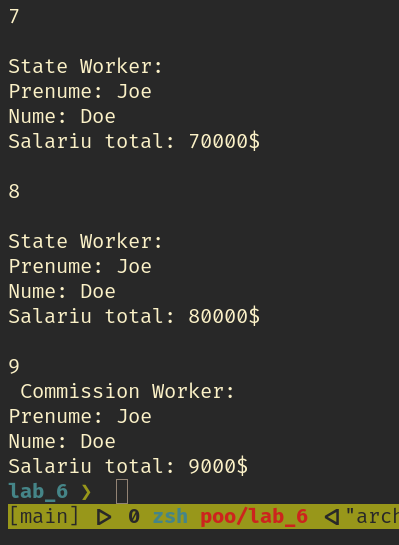 7
State Worker:
Prenume: Joe
Nume: Doe
Salariu total: 70000$
8
State Worker:
Prenume: Joe
Nume: Doe
Salariu total: 80000$
9
Commission Worker:
Prenume: Joe
Nume: Doe
Salariu total: 9000$
lab_6 ❯
[main] ▷ 0 zsh poo/lab_6 ◁"arch